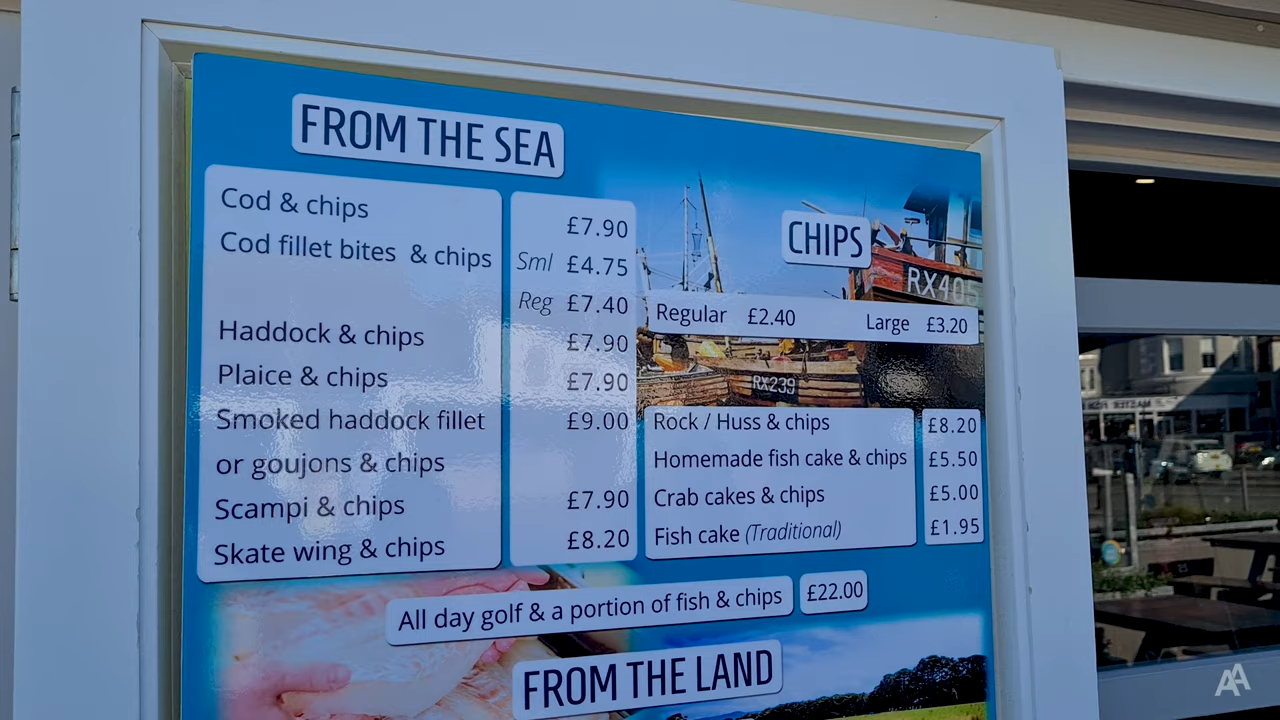 FROM THE SEA
Cod & chips £7.90
Cod fillet bites & chips Sml £4.75
Reg £7.40
Haddock & chips £7.90
Plaice & chips £7.90
Smoked haddock fillet £9.00
or goujons & chips
Scampi & chips £7.90
Skate wing & chips £8.20
CHIPS
RX405
Regular £2.40 Large £3.20
RX239
Rock / Huss & chips £8.20
Homemade fish cake & chips £5.50
Crab cakes & chips £5.00
Fish cake (Traditional) £1.95
All day golf & a portion of fish & chips £22.00
FROM THE LAND
AA